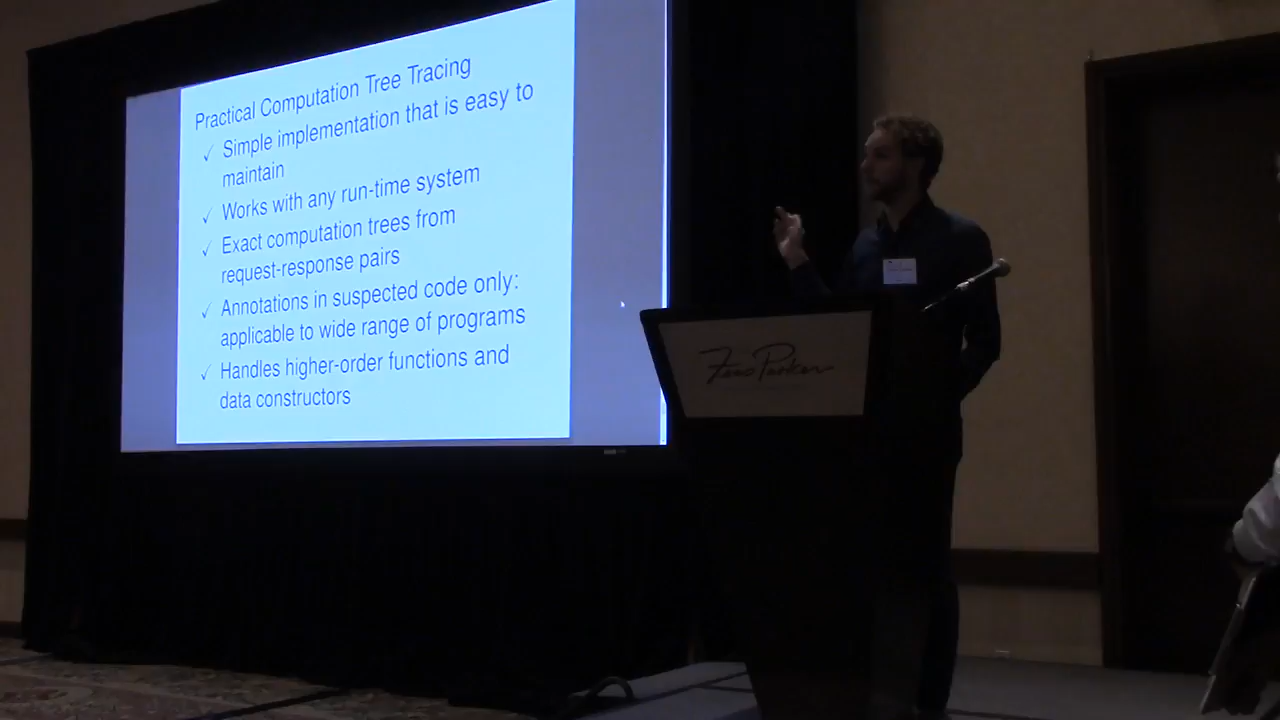 Practical Computation Tree Tracing
✓ Simple implementation that is easy to
maintain
✓ Works with any run-time system
✓ Exact computation trees from
request-response pairs
✓ Annotations in suspected code only:
applicable to wide range of programs
✓ Handles higher-order functions and
data constructors
Fess Parker